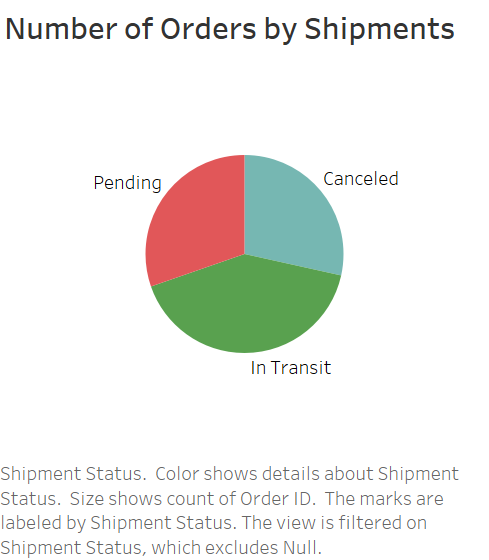 Number of Orders by Shipments
Pending
Canceled
In Transit
Shipment Status.  Color shows details about Shipment
Status.  Size shows count of Order ID.  The marks are
labeled by Shipment Status. The view is filtered on
Shipment Status, which excludes Null.